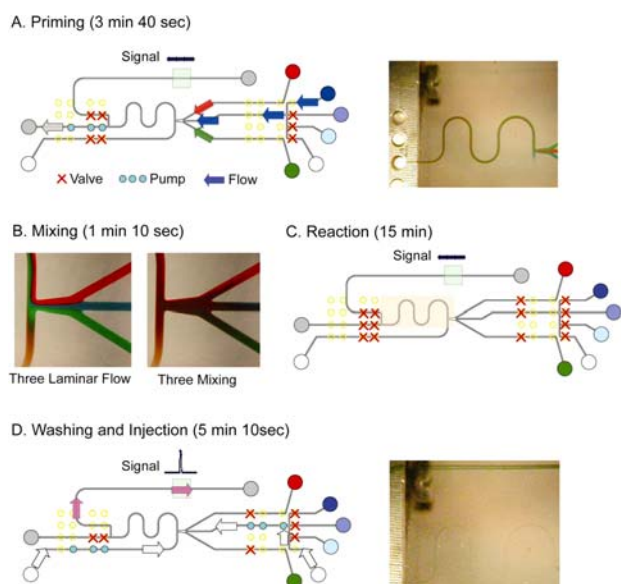 A. Priming (3 min 40 sec)
Signal
Valve Pump Flow
B. Mixing (1 min 10 sec)
Three Laminar Flow Three Mixing
C. Reaction (15 min)
Signal
D. Washing and Injection (5 min 10sec)
Signal